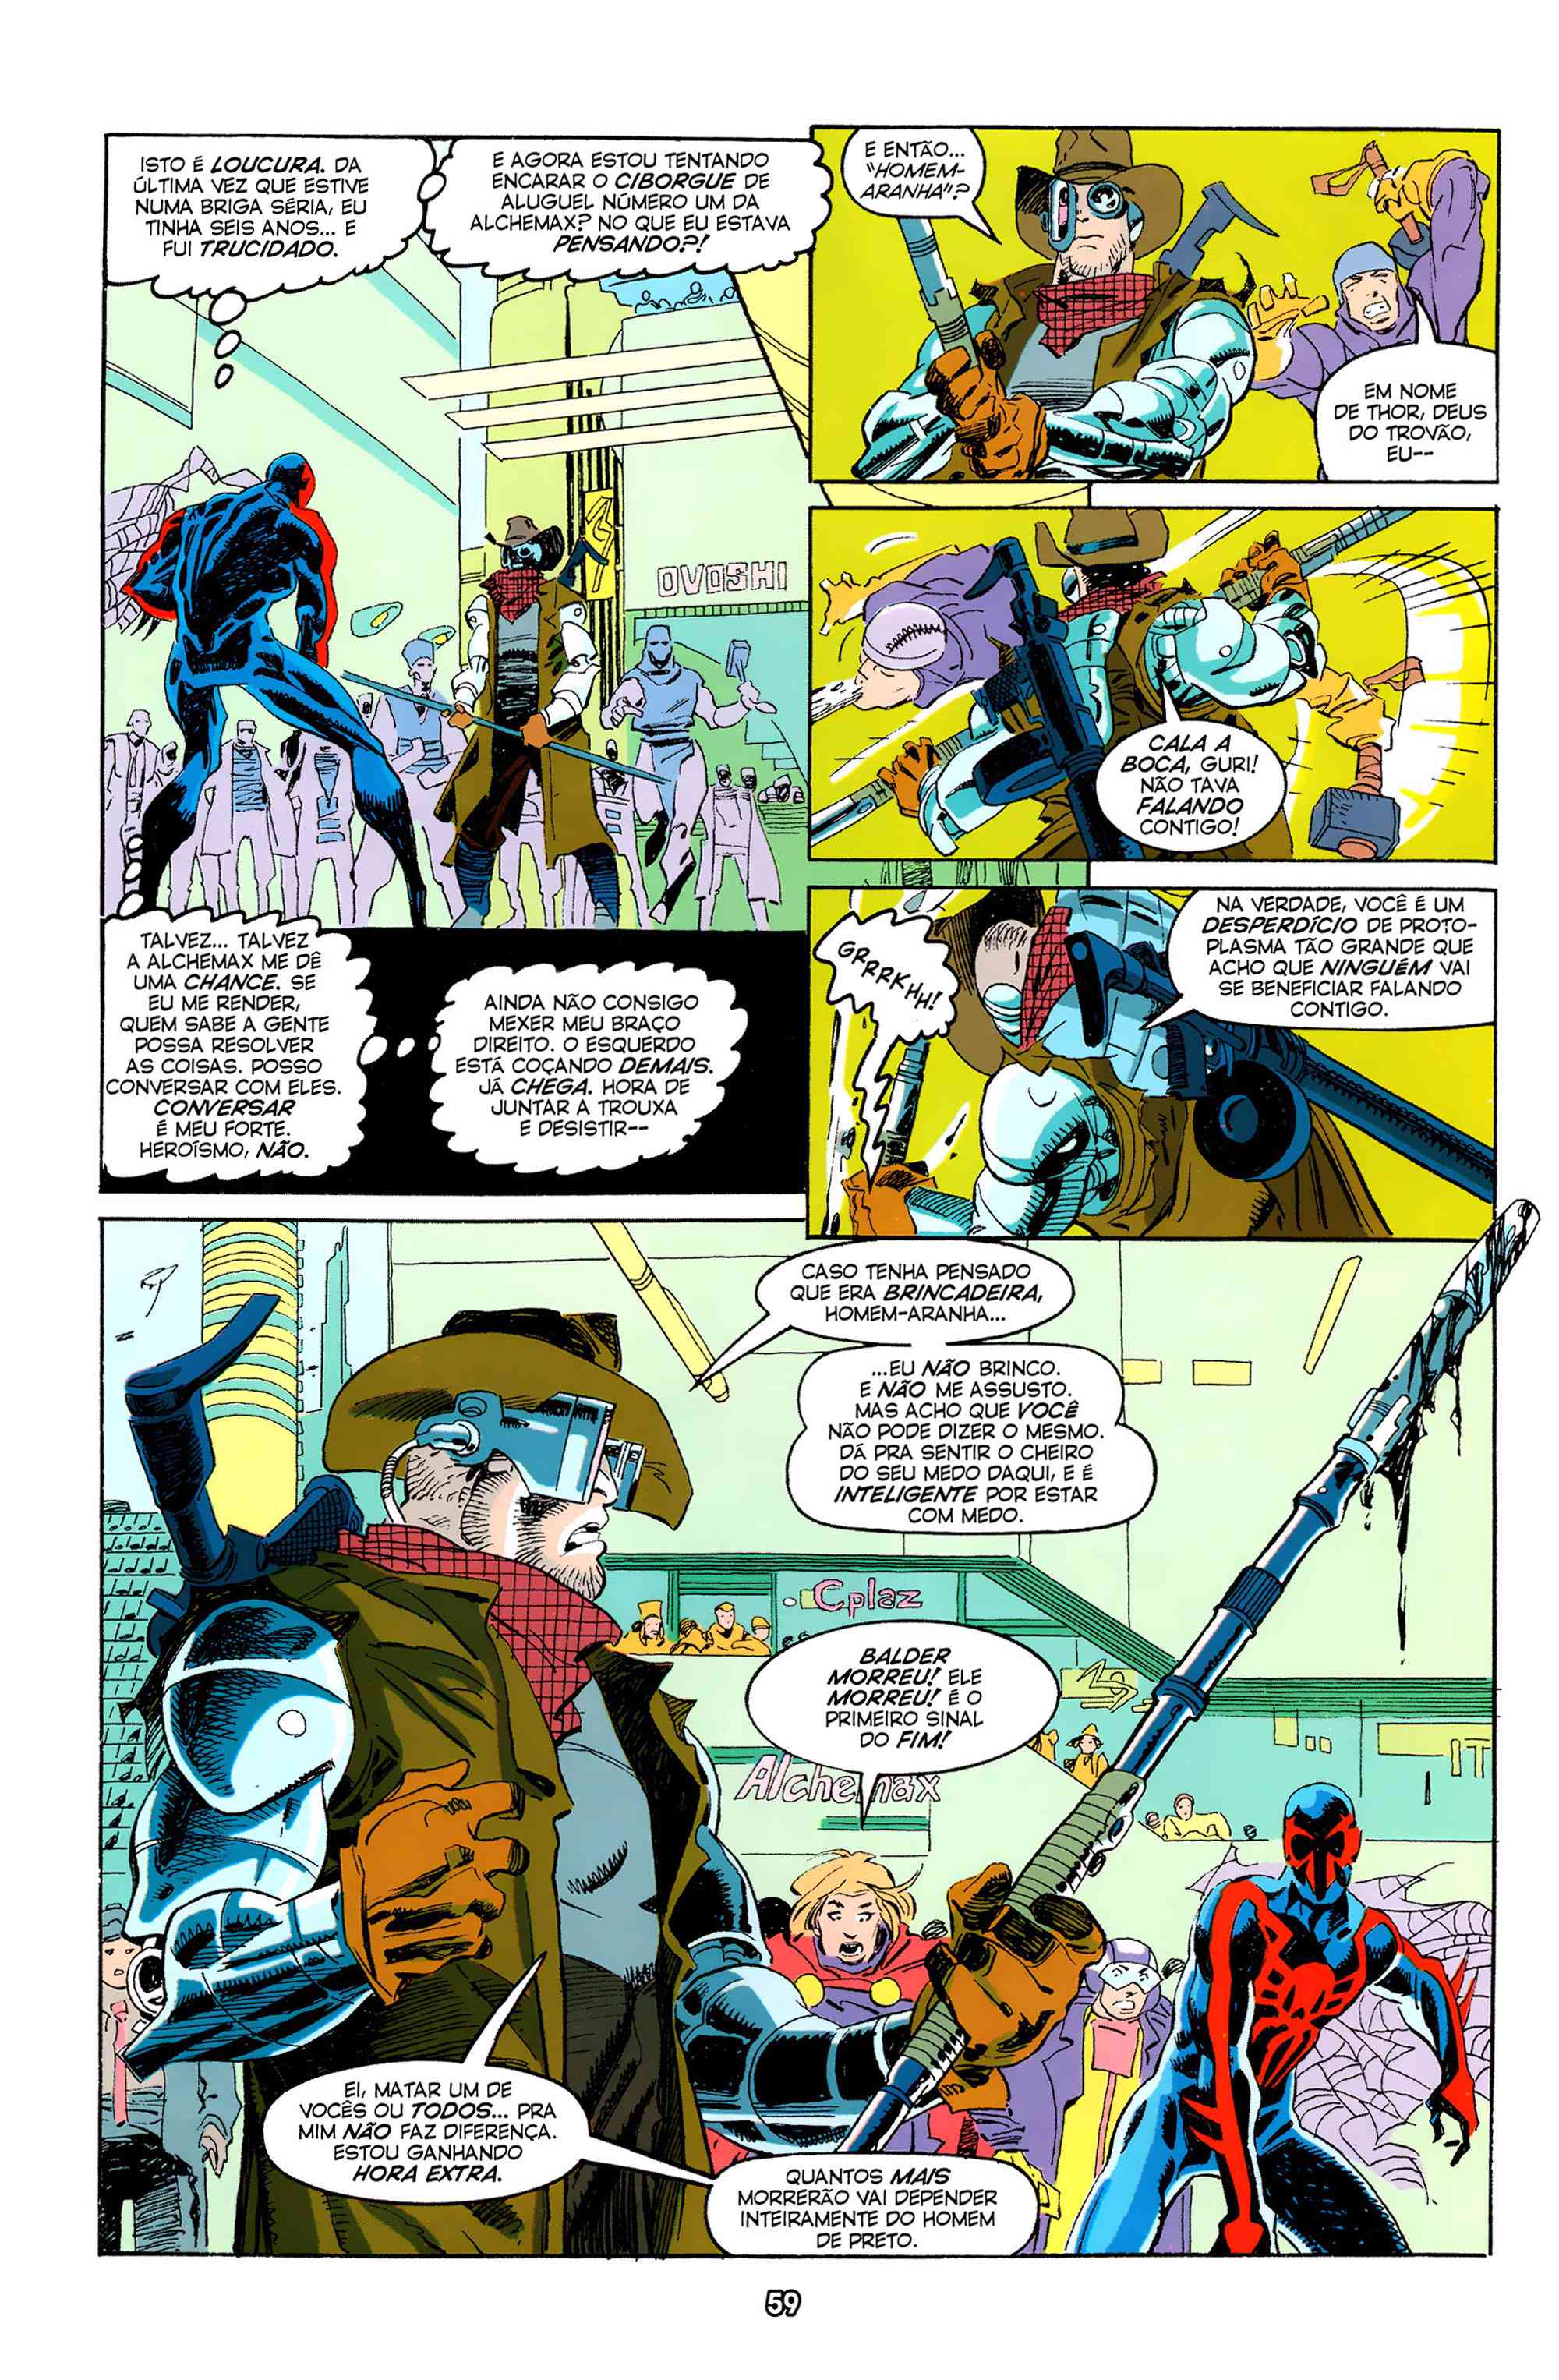 ISTO É LOUCURA. DA
ÚLTIMA VEZ QUE ESTIVE
NUMA BRIGA SÉRIA, EU
TINHA SEIS ANOS... E
FUI TRUCIDADO.
E AGORA ESTOU TENTANDO
ENCARAR O CIBORGUE DE
ALUGUEL NÚMERO UM DA
ALCHEMAX? NO QUE EU ESTAVA
PENSANDO?!
OVOSHI
TALVEZ... TALVEZ
A ALCHEMAX ME DÊ
UMA CHANCE. SE
EU ME RENDER,
QUEM SABE A GENTE
POSSA RESOLVER
AS COISAS. POSSO
CONVERSAR COM ELES.
CONVERSAR
É MEU FORTE.
HEROÍSMO, NÃO.
AINDA NÃO CONSIGO
MEXER MEU BRAÇO
DIREITO. O ESQUERDO
ESTÁ COÇANDO DEMAIS.
JÁ CHEGA. HORA DE
JUNTAR A TROUXA
E DESISTIR--
E ENTÃO...
"HOMEM-
ARANHA"?
EM NOME
DE THOR, DEUS
DO TROVÃO,
EU--
CALA A
BOCA, GURI!
NÃO TAVA
FALANDO
CONTIGO!
GRRRKHH!
NA VERDADE, VOCÊ É UM
DESPERDÍCIO DE PROTO-
PLASMA TÃO GRANDE QUE
ACHO QUE NINGUÉM VAI
SE BENEFICIAR FALANDO
CONTIGO.
CASO TENHA PENSADO
QUE ERA BRINCADEIRA,
HOMEM-ARANHA...
...EU NÃO BRINCO.
E NÃO ME ASSUSTO.
MAS ACHO QUE VOCÊ
NÃO PODE DIZER O MESMO.
DÁ PRA SENTIR O CHEIRO
DO SEU MEDO DAQUI, E É
INTELIGENTE POR ESTAR
COM MEDO.
Cplaz
BALDER
MORREU! ELE
MORREU! É O
PRIMEIRO SINAL
DO FIM!
IT
Alchemax
EI, MATAR UM DE
VOCÊS OU TODOS... PRA
MIM NÃO FAZ DIFERENÇA.
ESTOU GANHANDO
HORA EXTRA.
QUANTOS MAIS
MORRERÃO VAI DEPENDER
INTEIRAMENTE DO HOMEM
DE PRETO.
59